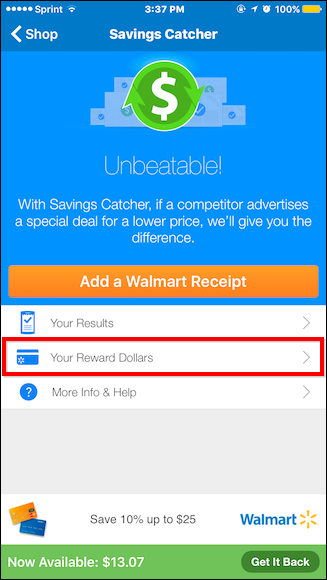 Sprint 3:37 PM 100%
Shop Savings Catcher
$
Unbeatable!
With Savings Catcher, if a competitor advertises
a special deal for a lower price, we'll give you the
difference.
Add a Walmart Receipt
Your Results
Your Reward Dollars
? More Info & Help
Save 10% up to $25 Walmart
Now Available: $13.07 Get It Back